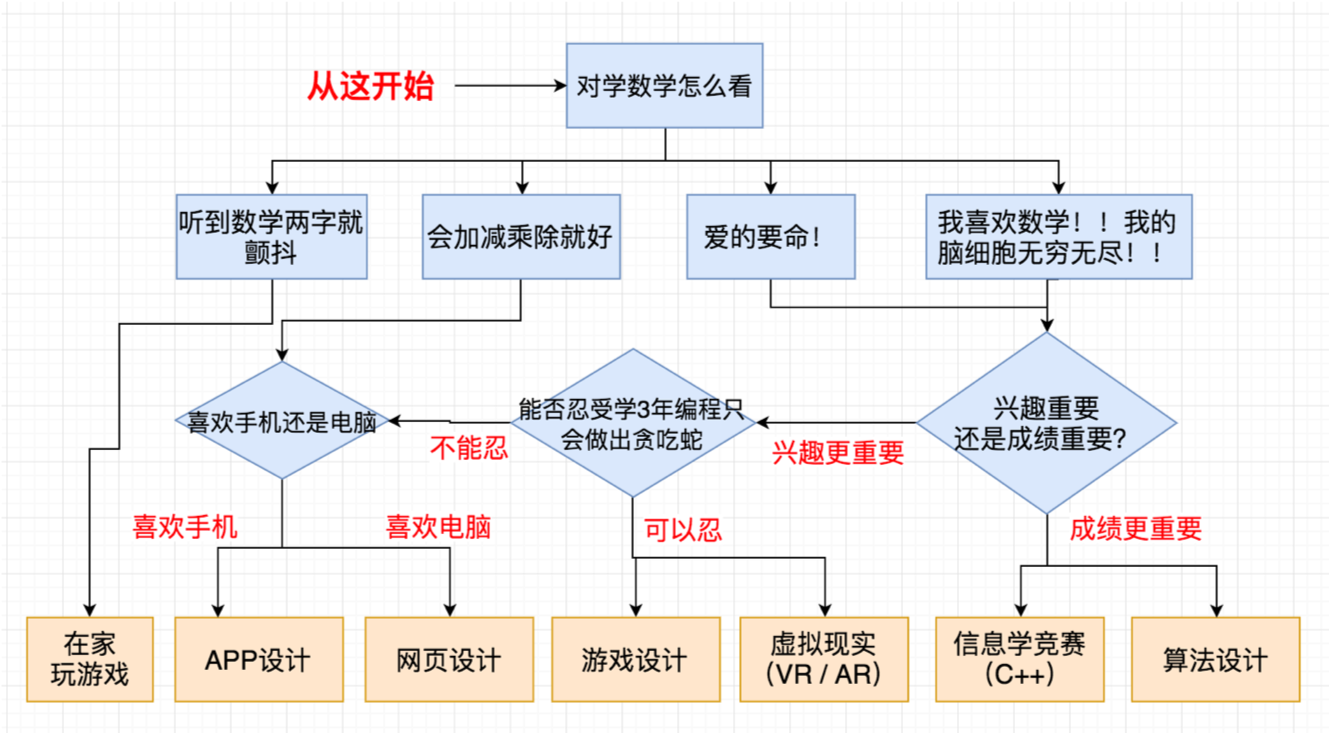 从这开始
对学数学怎么看
听到数学两字就
颤抖
会加减乘除就好
爱的要命！
我喜欢数学！！我的
脑细胞无穷无尽！！
喜欢手机还是电脑
不能忍
能否忍受学3年编程只
会做出贪吃蛇
兴趣更重要
兴趣重要
还是成绩重要?
喜欢手机
喜欢电脑
可以忍
成绩更重要
在家
玩游戏
APP设计
网页设计
游戏设计
虚拟现实
（VR / AR）
信息学竞赛
（C++）
算法设计